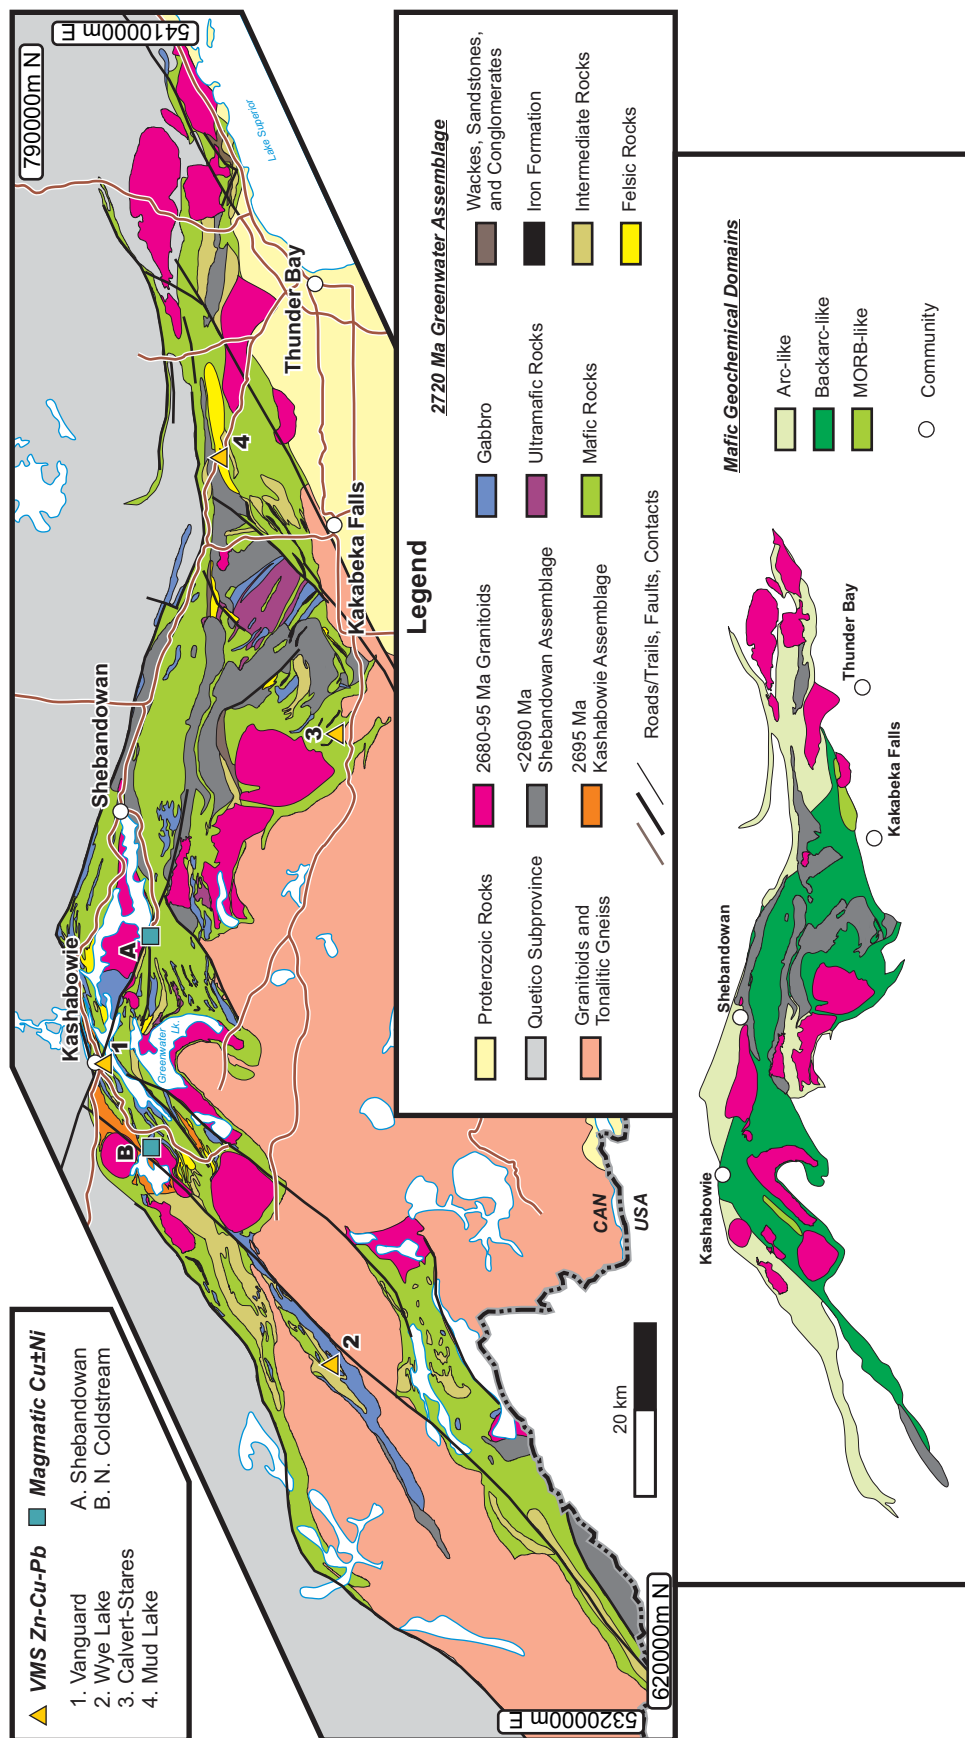 VMS Zn-Cu-Pb
1. Vanguard
2. Wye Lake
3. Calvert-Stares
4. Mud Lake
Magmatic Cu±Ni
A. Shebandowan
B. N. Coldstream
790000m N
5410000m E
620000m N
5320000m E
Lake Superior
Thunder Bay
Kakabeka Falls
Shebandowan
Kashabowie
Greenwater
Lk.
1
2
3
4
A
B
CAN
USA
20 km
Legend
Proterozoic Rocks
Quetico Subprovince
Granitoids and
Tonalitic Gneiss
2680-95 Ma Granitoids
<2690 Ma
Shebandowan Assemblage
2695 Ma
Kashabowie Assemblage
Roads/Trails, Faults, Contacts
2720 Ma Greenwater Assemblage
Gabbro
Ultramafic Rocks
Mafic Rocks
Wackes, Sandstones,
and Conglomerates
Iron Formation
Intermediate Rocks
Felsic Rocks
Mafic Geochemical Domains
Arc-like
Backarc-like
MORB-like
Community
Kashabowie
Shebandowan
Kakabeka Falls
Thunder Bay